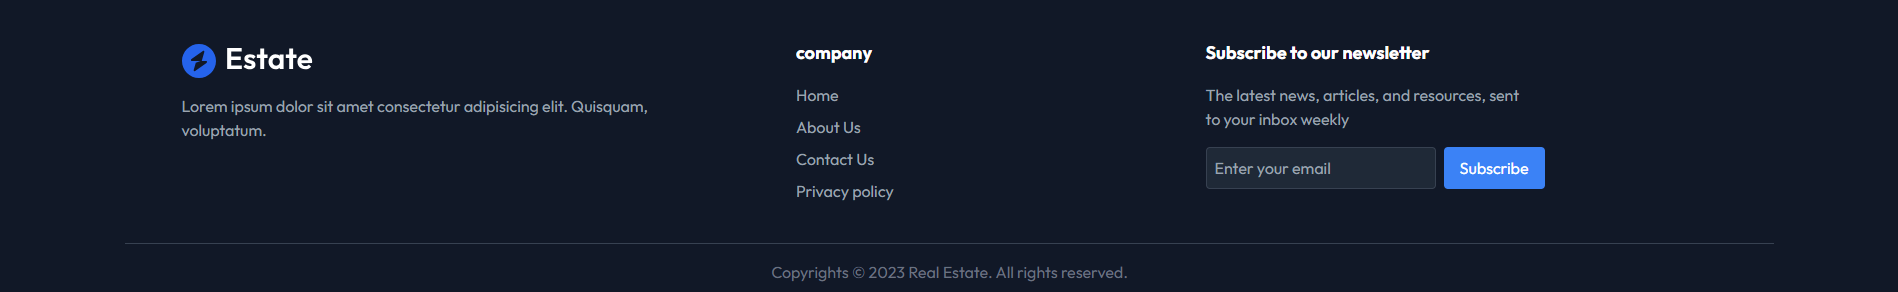 Estate
Lorem ipsum dolor sit amet consectetur adipisicing elit. Quisquam,
voluptatum.
company
Home
About Us
Contact Us
Privacy policy
Subscribe to our newsletter
The latest news, articles, and resources, sent
to your inbox weekly
Enter your email
Subscribe
Copyrights © 2023 Real Estate. All rights reserved.